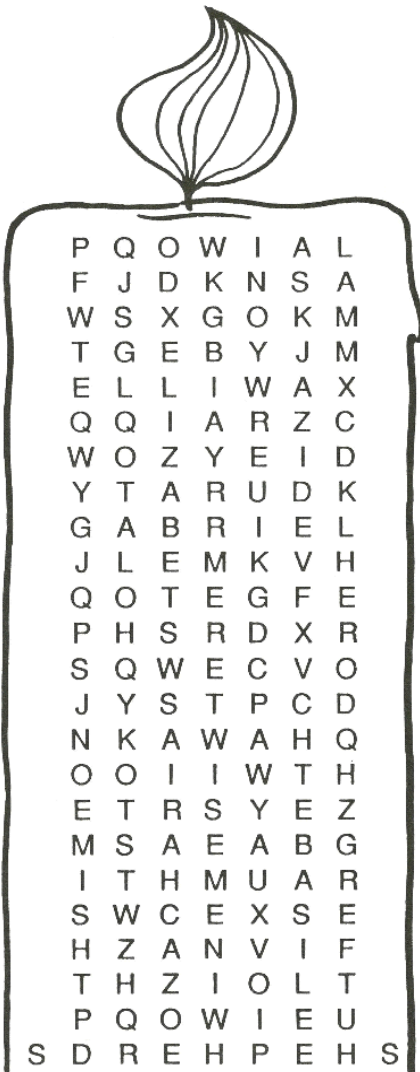 P Q O W I A L
F J D K N S A
W S X G O K M
T G E B Y J M
E L L I W A X
Q Q I A R Z C
W O Z Y E I D
Y T A R U D K
G A B R I E L
J L E M K V H
Q O T E G F E
P H S R D X R
S Q W E C V O
J Y S T P C D
N K A W A H Q
O O I I W T H
E T R S Y E Z
M S A E A B G
I T H M U A R
S W C E X S E
H Z A N V I F
T H Z I O L T
P Q O W I E U
S D R E H P E H S